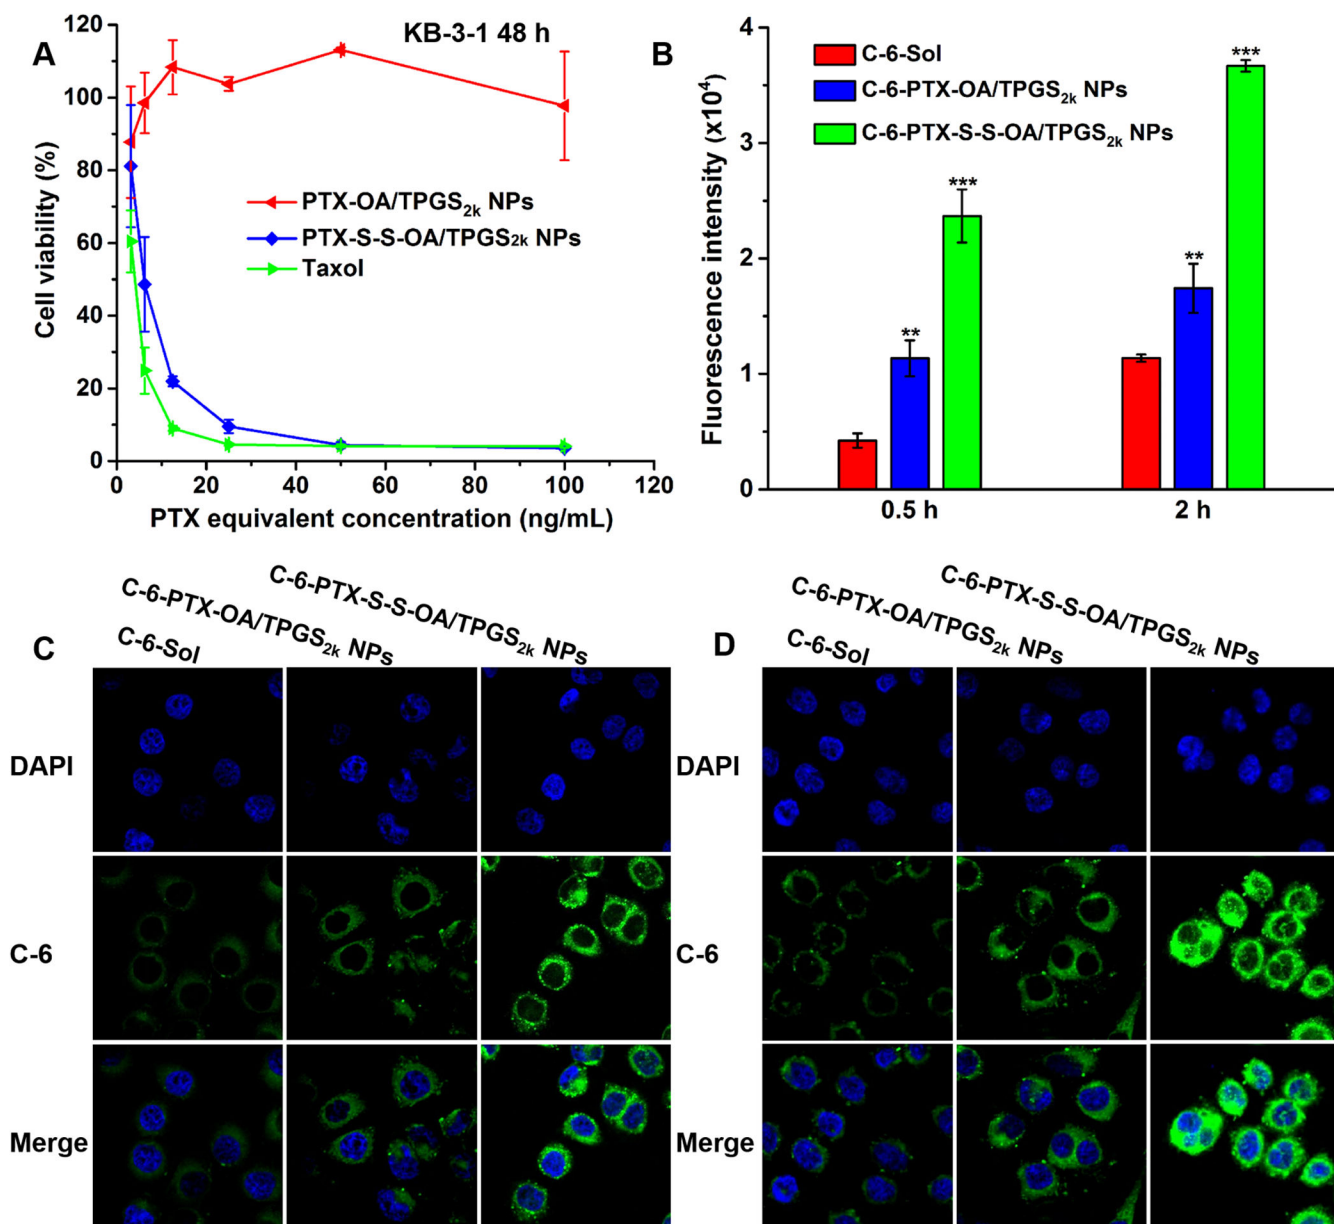 A
KB-3-1 48 h
120
100
80
60
40
20
0
Cell viability (%)
PTX-OA/TPGS2k NPs
PTX-S-S-OA/TPGS2k NPs
Taxol
0 20 40 60 80 100 120
PTX equivalent concentration (ng/mL)
B
4
3
2
1
0
Fluorescence intensity (x10⁴)
C-6-Sol
C-6-PTX-OA/TPGS2k NPs
C-6-PTX-S-S-OA/TPGS2k NPs
** *** ** ***
0.5 h 2 h
C
C-6-Sol
C-6-PTX-OA/TPGS2k NPs
C-6-PTX-S-S-OA/TPGS2k NPs
DAPI
C-6
Merge
D
C-6-Sol
C-6-PTX-OA/TPGS2k NPs
C-6-PTX-S-S-OA/TPGS2k NPs
DAPI
C-6
Merge